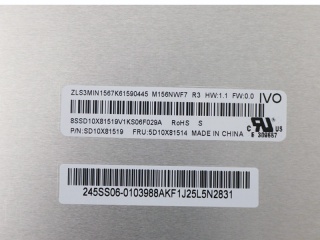 ZLS3MIN1567K61590445 M156NWF7 R3 HW:1.1 FW:0.0 IVO
8SSD10X81519V1KS06F029A RoHS S
P/N:SD10X81519 FRU:5D10X81514 MADE IN CHINA
C US
245SS06-0103988AKF1J25L5N2831